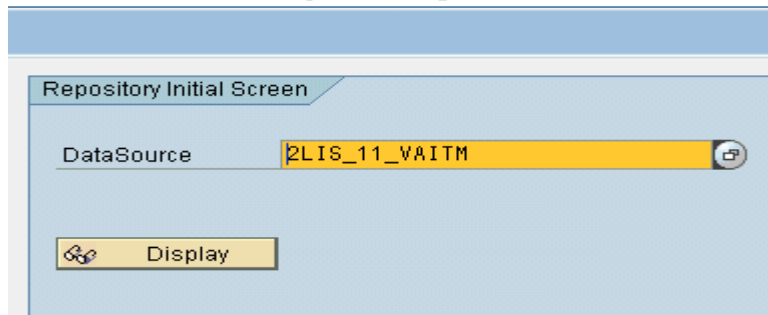 Repository Initial Screen
DataSource 2LIS_11_VAITM
Display